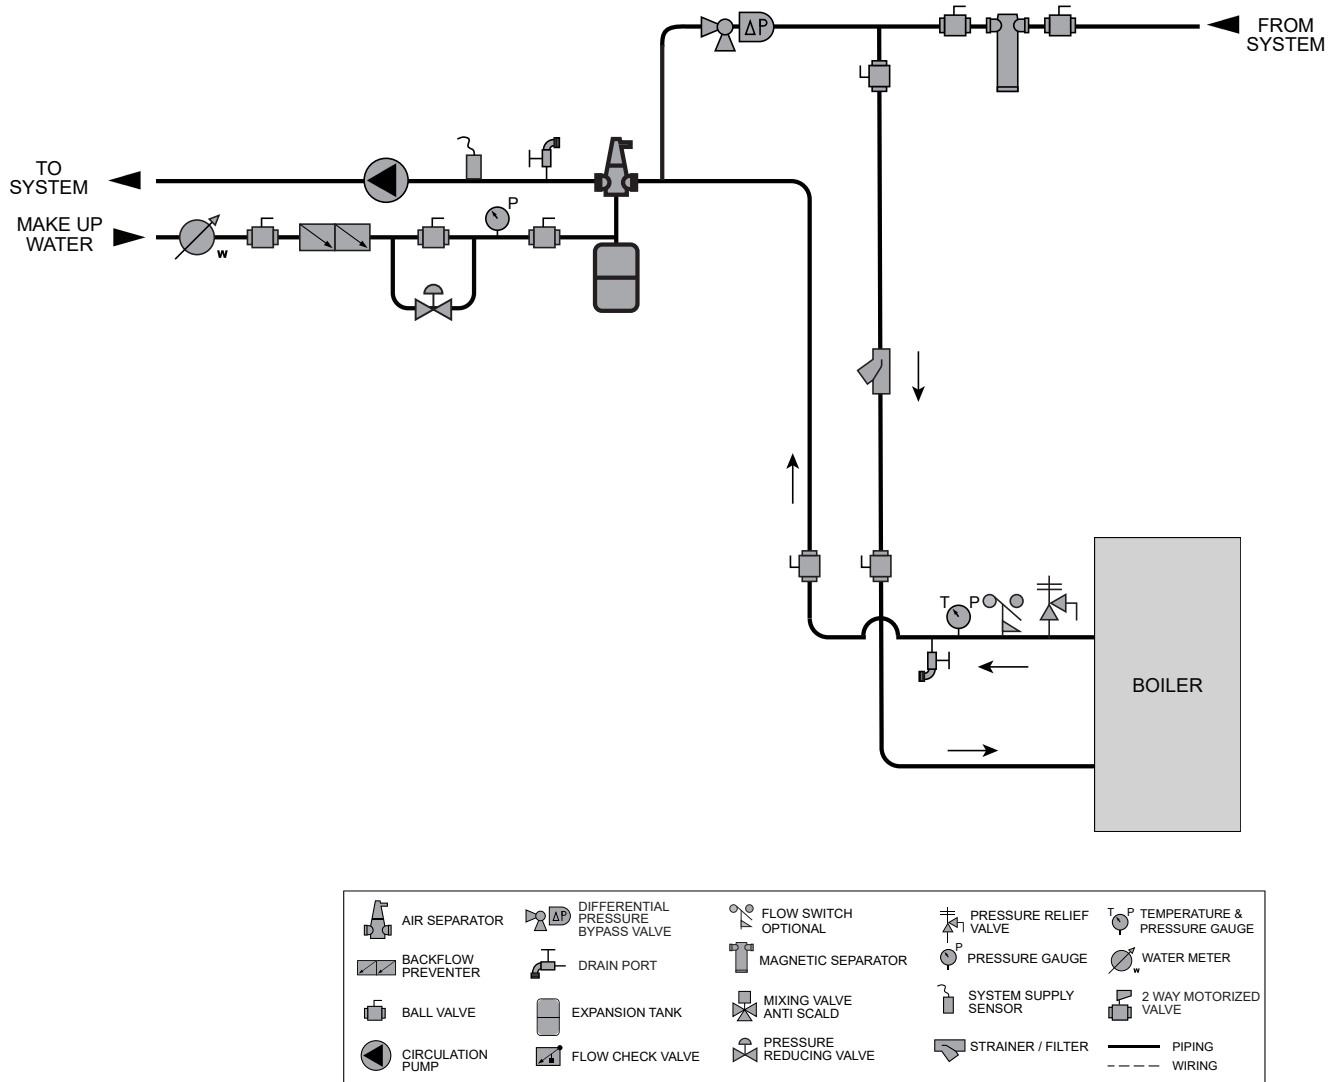 FROM
SYSTEM
ΔP
TO
SYSTEM
MAKE UP
WATER
P
w
T P
BOILER
AIR SEPARATOR
BACKFLOW
PREVENTER
BALL VALVE
CIRCULATION
PUMP
ΔP
DIFFERENTIAL
PRESSURE
BYPASS VALVE
DRAIN PORT
EXPANSION TANK
FLOW CHECK VALVE
FLOW SWITCH
OPTIONAL
MAGNETIC SEPARATOR
MIXING VALVE
ANTI SCALD
PRESSURE
REDUCING VALVE
PRESSURE RELIEF
VALVE
P
PRESSURE GAUGE
SYSTEM SUPPLY
SENSOR
STRAINER / FILTER
T P
TEMPERATURE &
PRESSURE GAUGE
w
WATER METER
2 WAY MOTORIZED
VALVE
PIPING
WIRING